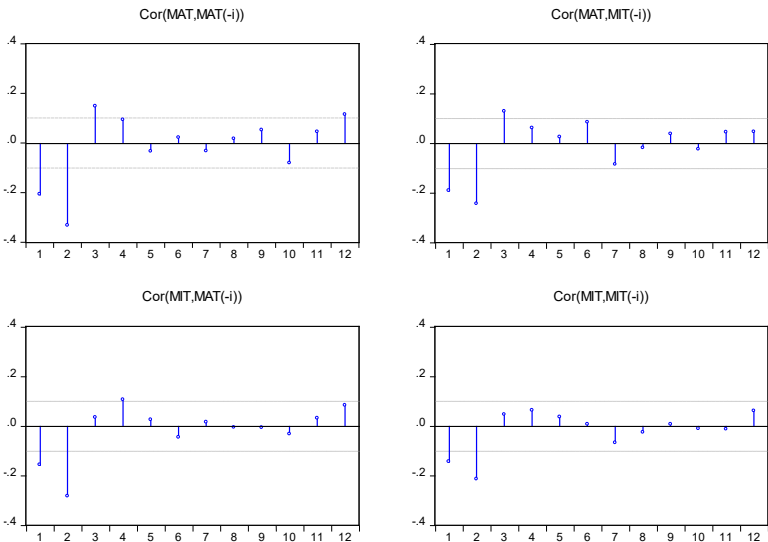 Cor(MAT,MAT(-i))
.4
.2
.0
-.2
-.4
1 2 3 4 5 6 7 8 9 10 11 12
Cor(MAT,MIT(-i))
.4
.2
.0
-.2
-.4
1 2 3 4 5 6 7 8 9 10 11 12
Cor(MIT,MAT(-i))
.4
.2
.0
-.2
-.4
1 2 3 4 5 6 7 8 9 10 11 12
Cor(MIT,MIT(-i))
.4
.2
.0
-.2
-.4
1 2 3 4 5 6 7 8 9 10 11 12